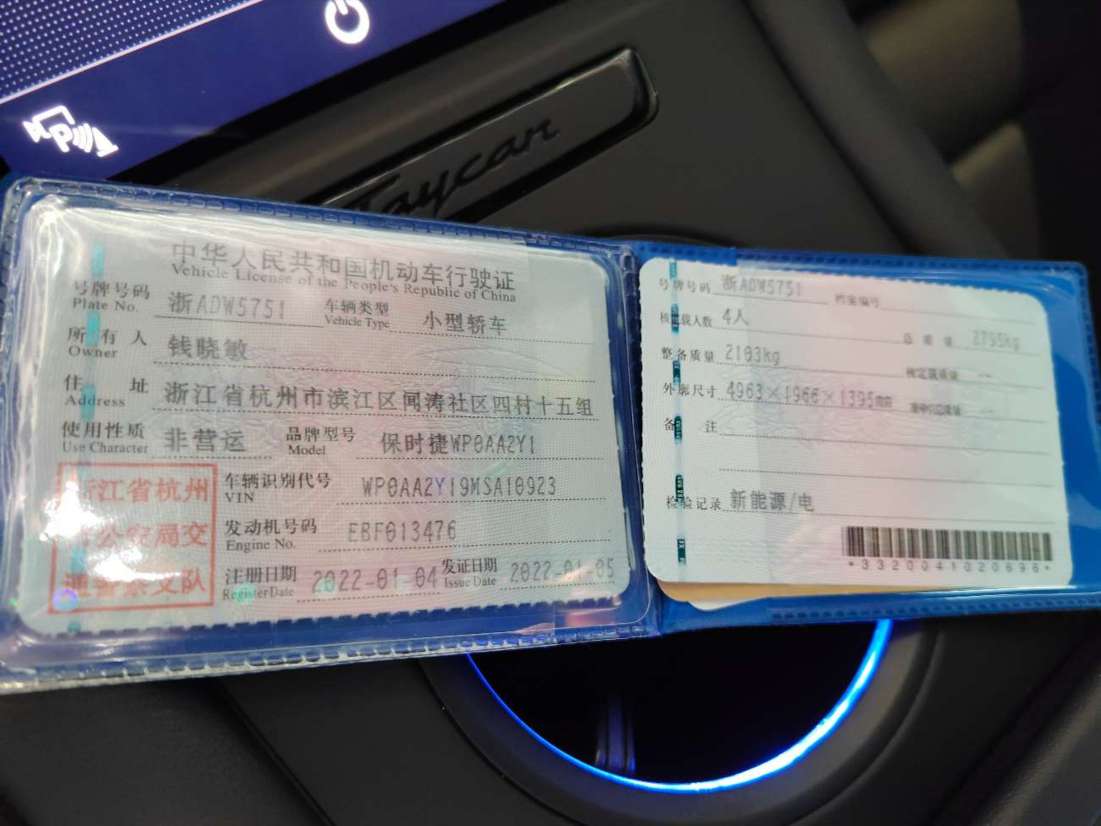 Taycan
中华人民共和国机动车行驶证
Vehicle License of the People's Republic of China
号牌号码 浙ADW5751 车辆类型 小型轿车
Plate No. Vehicle Type
所有人 钱晓敏
Owner
住址 浙江省杭州市滨江区闻涛社区四村十五组
Address
使用性质 非营运 品牌型号 保时捷WP0AA2Y1
Use Character Model
浙江省杭州
市公安局交
通警察支队
车辆识别代号 WP0AA2Y19MSA10923
VIN
发动机号码 EBF013476
Engine No.
注册日期 2022-01-04 发证日期 2022-01-05
Register Date Issue Date
号牌号码 浙ADW5751 档案编号
核定载人数 4人 总质量 2795kg
整备质量 2103kg 核定载质量 --
外廓尺寸 4963×1966×1395mm 准牵引总质量 --
备注
检验记录 新能源/电
*3320041020696*